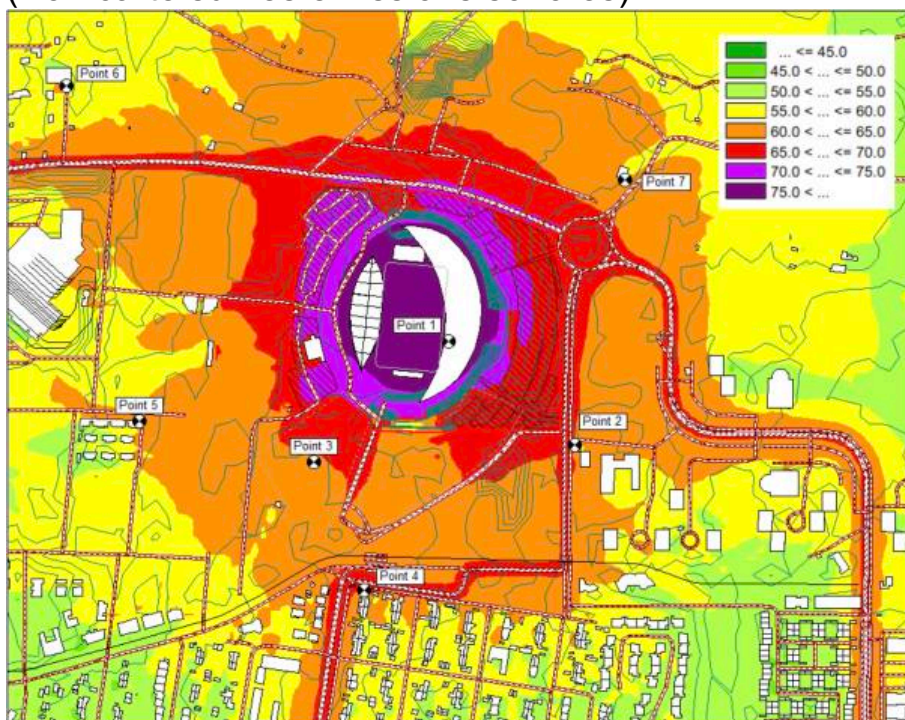 ... <= 45.0
45.0 < ... <= 50.0
50.0 < ... <= 55.0
55.0 < ... <= 60.0
60.0 < ... <= 65.0
65.0 < ... <= 70.0
70.0 < ... <= 75.0
75.0 < ...
Point 6
Point 7
Point 1
Point 5
Point 2
Point 3
Point 4